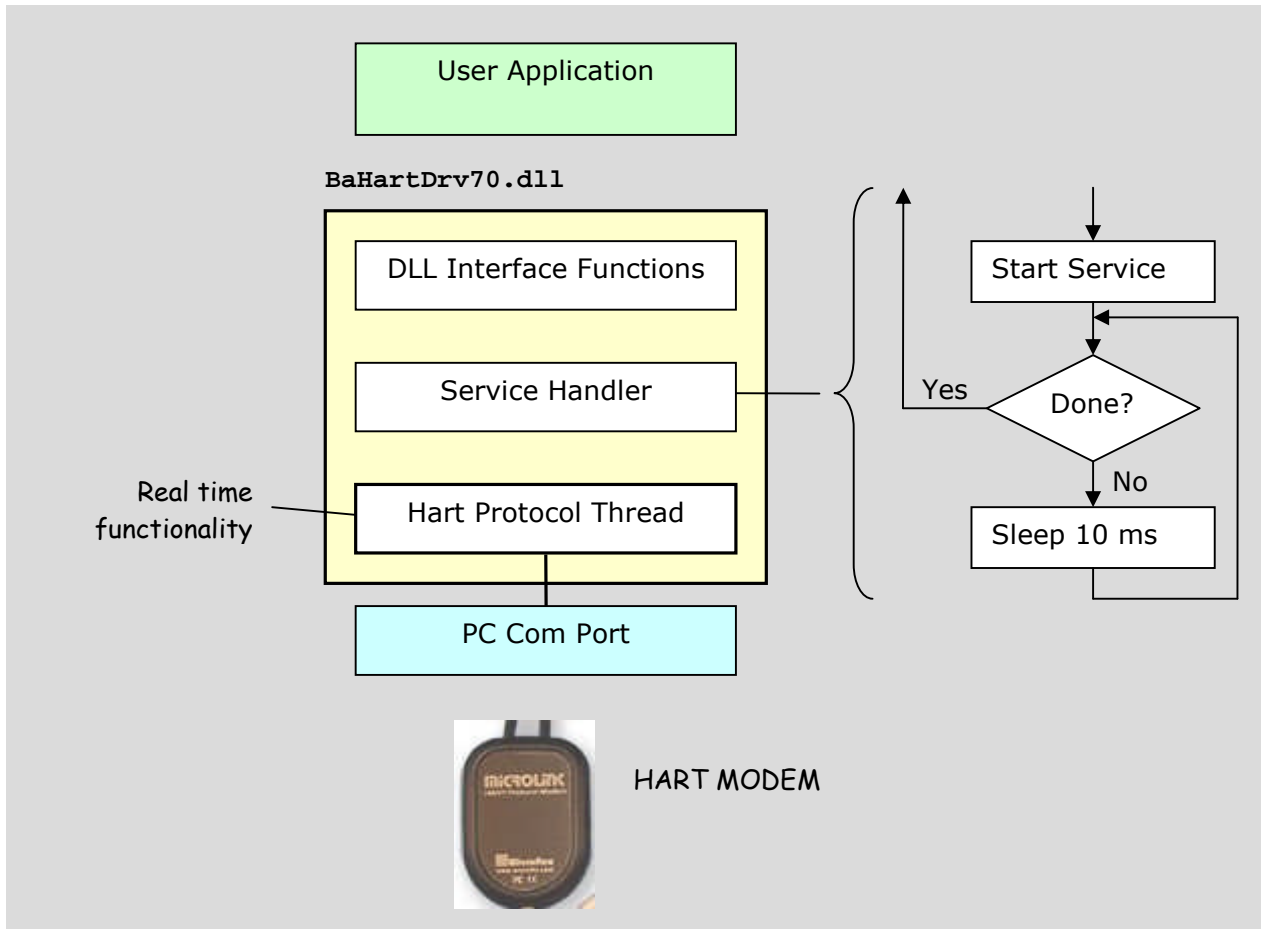 User Application
BaHartDrv70.dll
DLL Interface Functions
Start Service
Service Handler
Yes
Done?
No
Real time
functionality
Hart Protocol Thread
Sleep 10 ms
PC Com Port
MICROLINK
HART MODEM